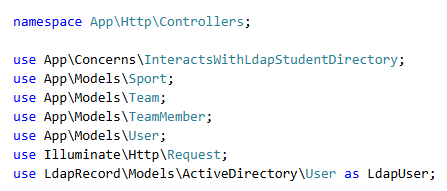 namespace App\Http\Controllers;
use App\Concerns\InteractsWithLdapStudentDirectory;
use App\Models\Sport;
use App\Models\Team;
use App\Models\TeamMember;
use App\Models\User;
use Illuminate\Http\Request;
use LdapRecord\Models\ActiveDirectory\User as LdapUser;